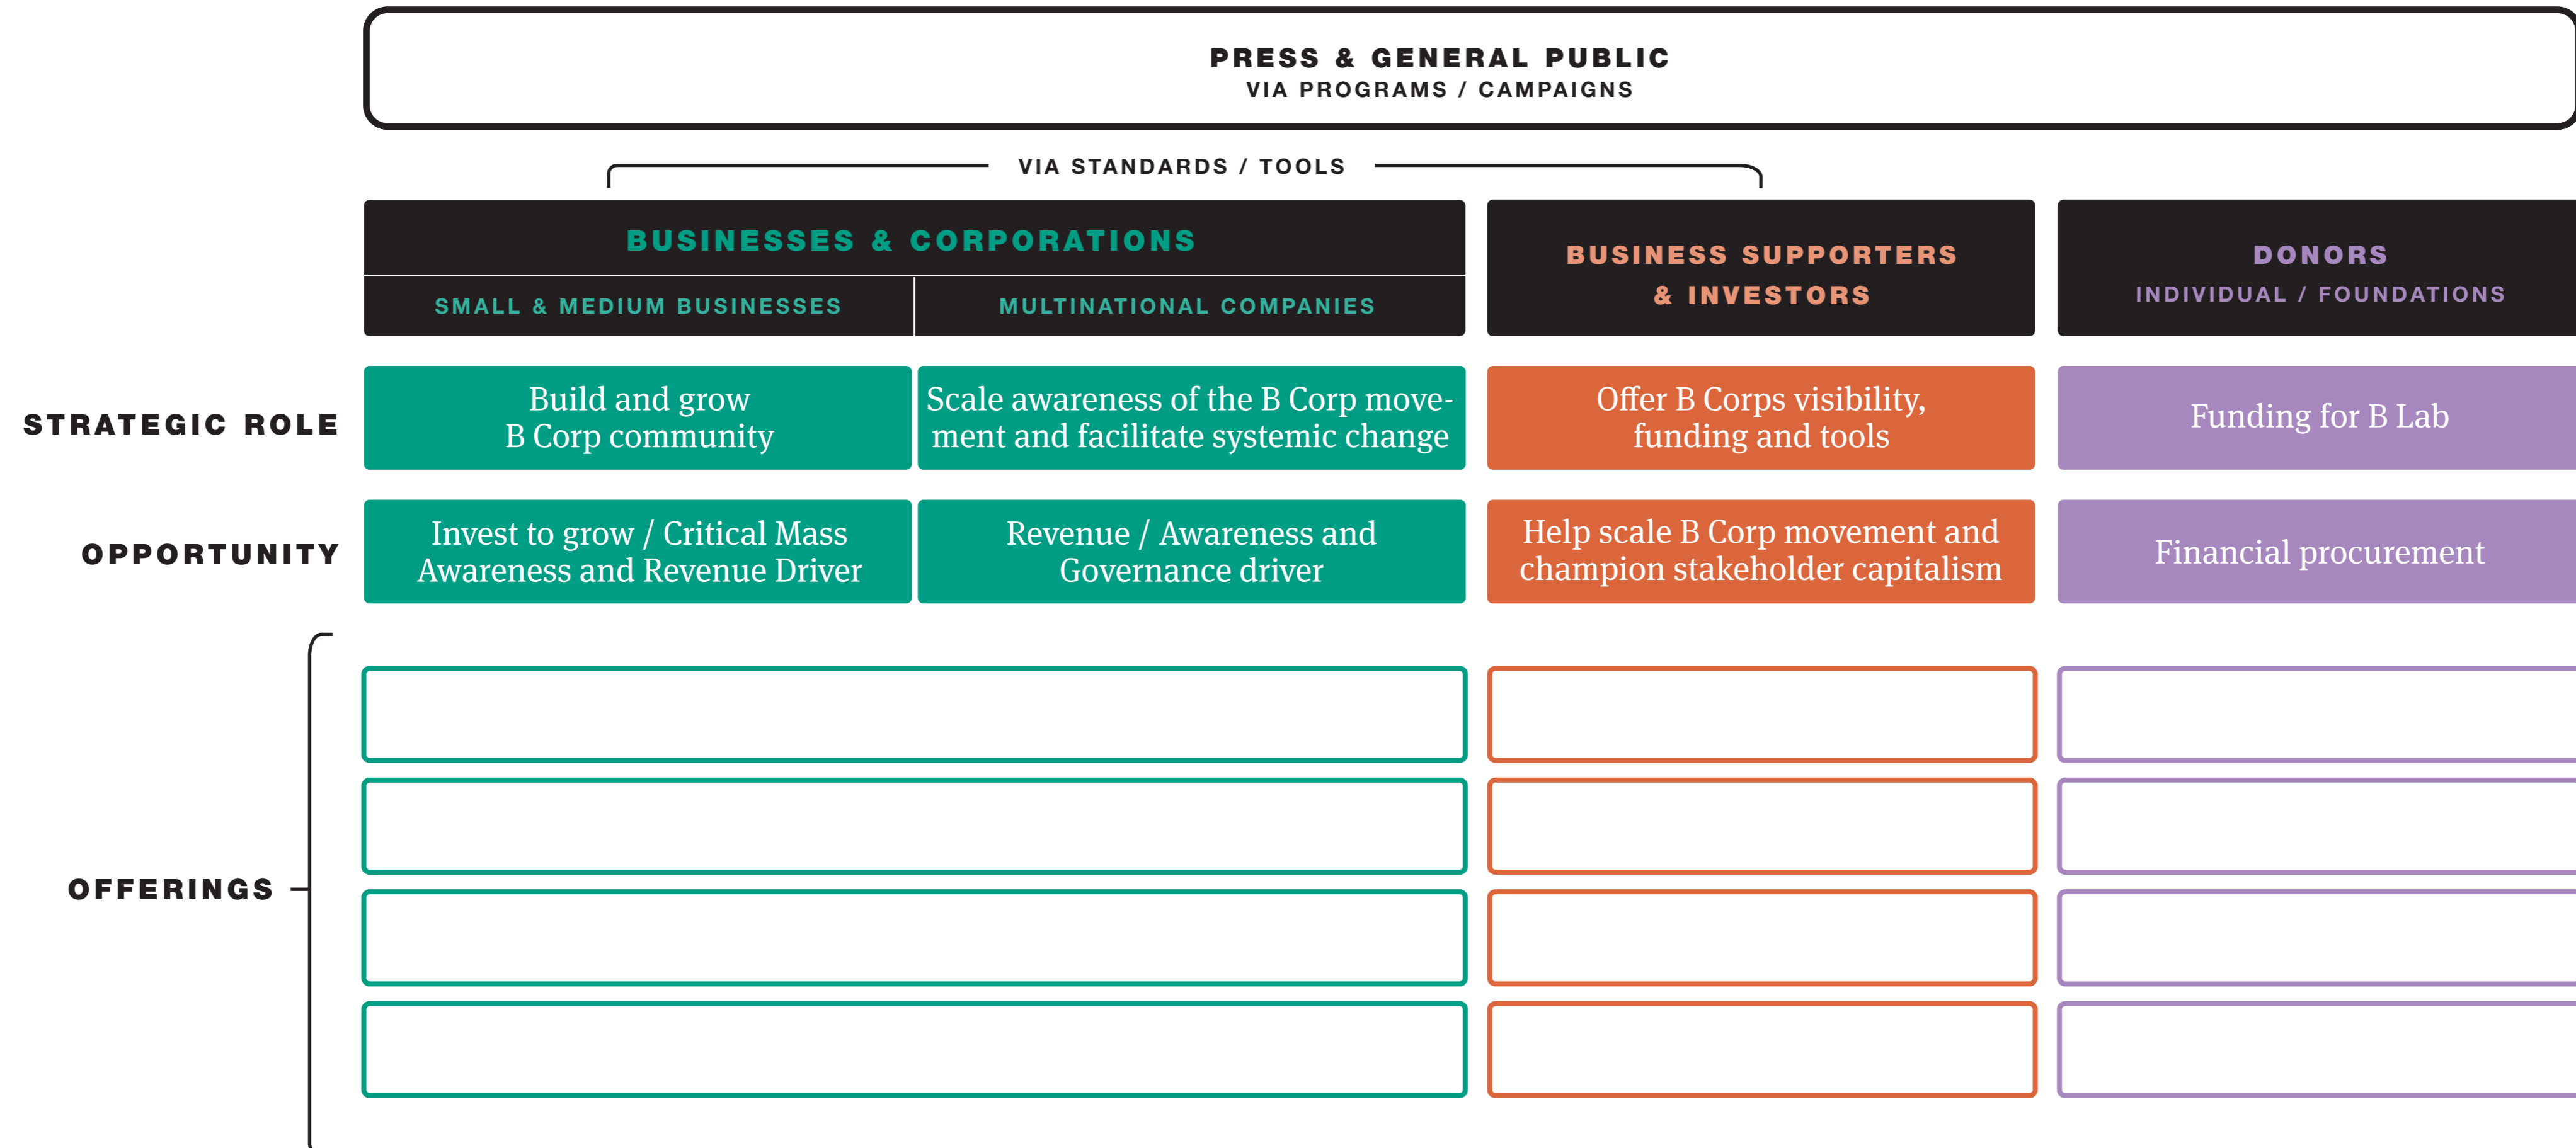 PRESS & GENERAL PUBLIC
VIA PROGRAMS / CAMPAIGNS
VIA STANDARDS / TOOLS
BUSINESSES & CORPORATIONS
SMALL & MEDIUM BUSINESSES
MULTINATIONAL COMPANIES
BUSINESS SUPPORTERS
& INVESTORS
DONORS
INDIVIDUAL / FOUNDATIONS
STRATEGIC ROLE
Build and grow
B Corp community
Scale awareness of the B Corp move-
ment and facilitate systemic change
Offer B Corps visibility,
funding and tools
Funding for B Lab
OPPORTUNITY
Invest to grow / Critical Mass
Awareness and Revenue Driver
Revenue / Awareness and
Governance driver
Help scale B Corp movement and
champion stakeholder capitalism
Financial procurement
OFFERINGS